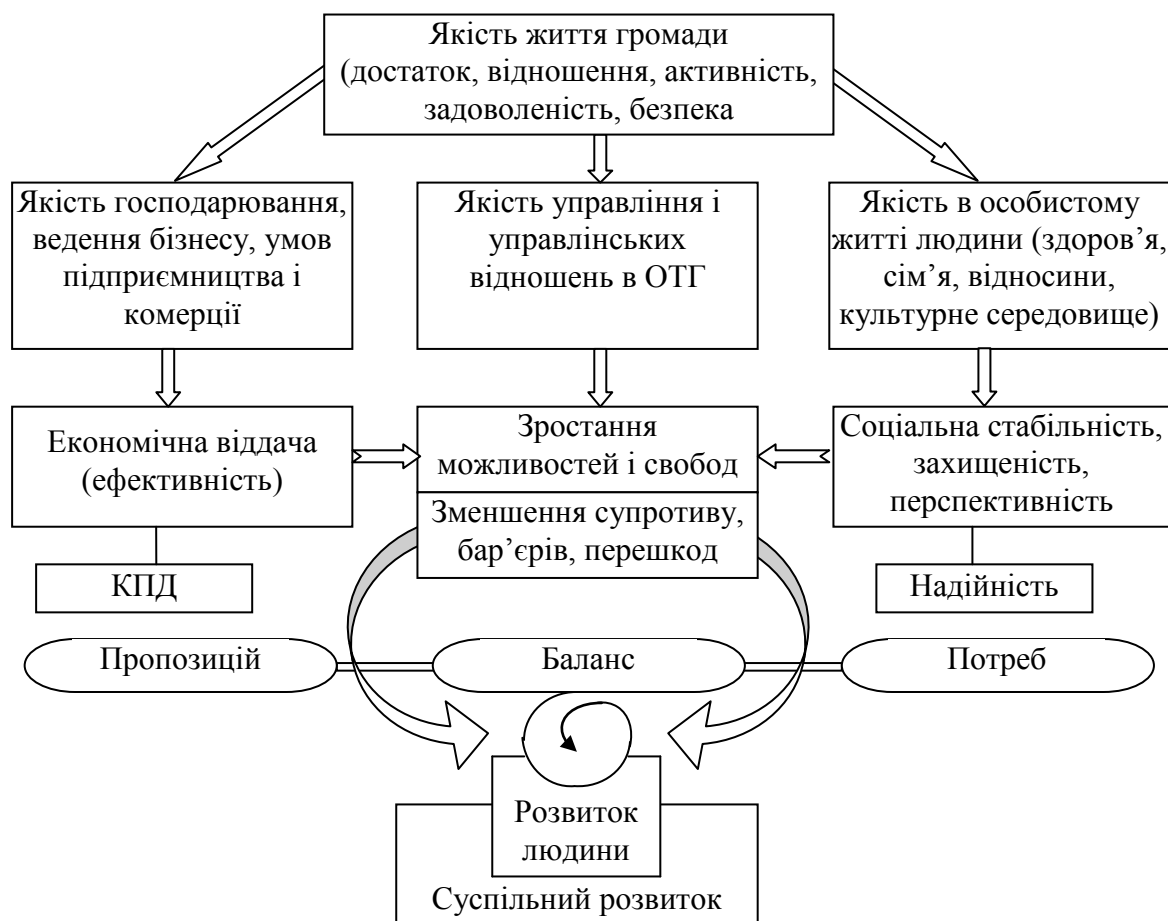 Якість життя громади
(достаток, відношення, активність,
задоволеність, безпека
Якість господарювання,
ведення бізнесу, умов
підприємництва і
комерції
Якість управління і
управлінських
відношень в ОТГ
Якість в особистому
житті людини (здоров’я,
сім’я, відносини,
культурне середовище)
Економічна віддача
(ефективність)
Зростання
можливостей і свобод
Соціальна стабільність,
захищеність,
перспективність
Зменшення супротиву,
бар’єрів, перешкод
КПД
Надійність
Пропозицій
Баланс
Потреб
Розвиток
людини
Суспільний розвиток